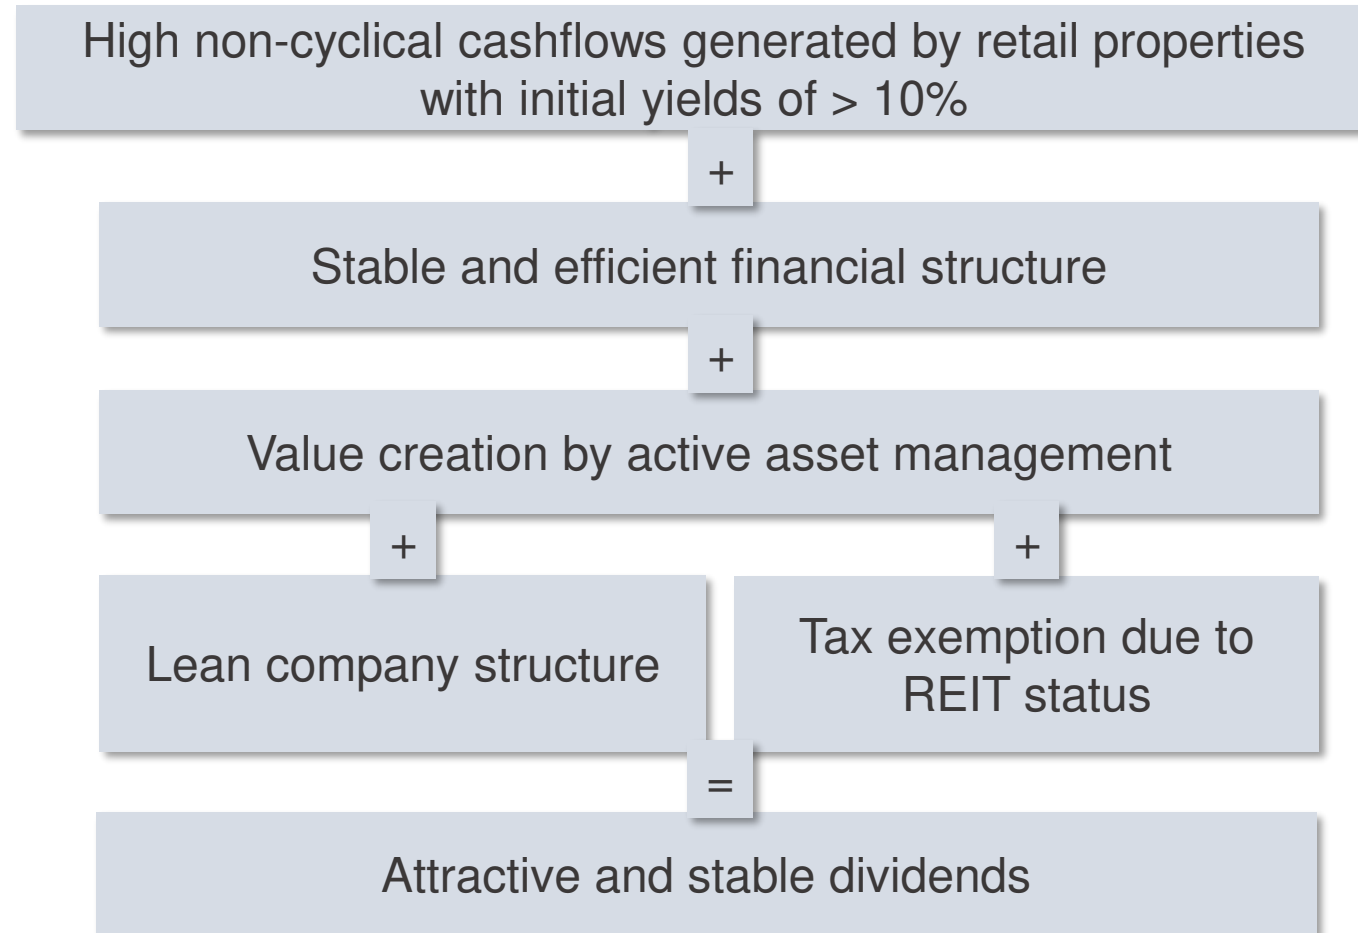 High non-cyclical cashflows generated by retail properties
with initial yields of > 10%
+
Stable and efficient financial structure
+
Value creation by active asset management
+
+
Lean company structure
Tax exemption due to
REIT status
=
Attractive and stable dividends